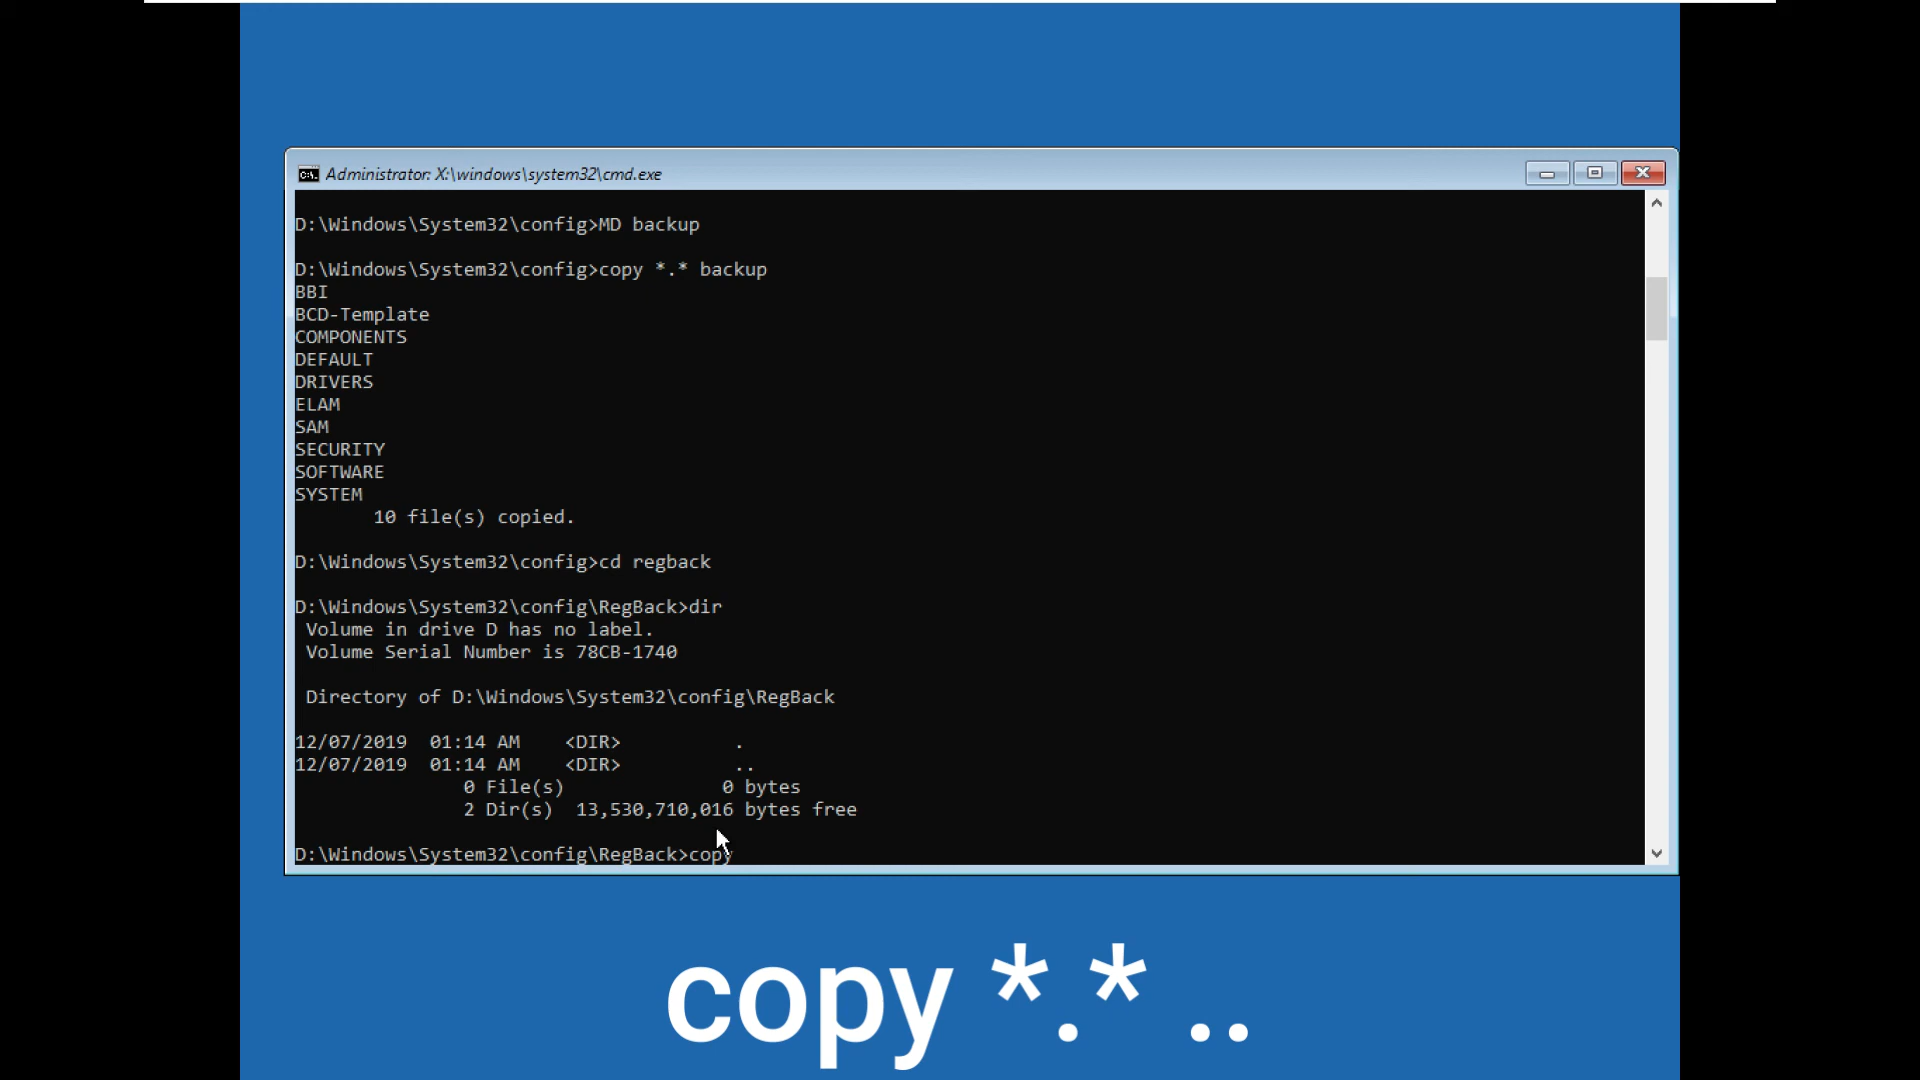 Administrator: X:\windows\system32\cmd.exe
D:\Windows\System32\config>MD backup
D:\Windows\System32\config>copy *.* backup
BBI
BCD-Template
COMPONENTS
DEFAULT
DRIVERS
ELAM
SAM
SECURITY
SOFTWARE
SYSTEM
10 file(s) copied.
D:\Windows\System32\config>cd regback
D:\Windows\System32\config\RegBack>dir
Volume in drive D has no label.
Volume Serial Number is 78CB-1740
Directory of D:\Windows\System32\config\RegBack
12/07/2019  01:14 AM    <DIR>          .
12/07/2019  01:14 AM    <DIR>          ..
0 File(s)              0 bytes
2 Dir(s)  13,530,710,016 bytes free
D:\Windows\System32\config\RegBack>copy
copy *.* ..